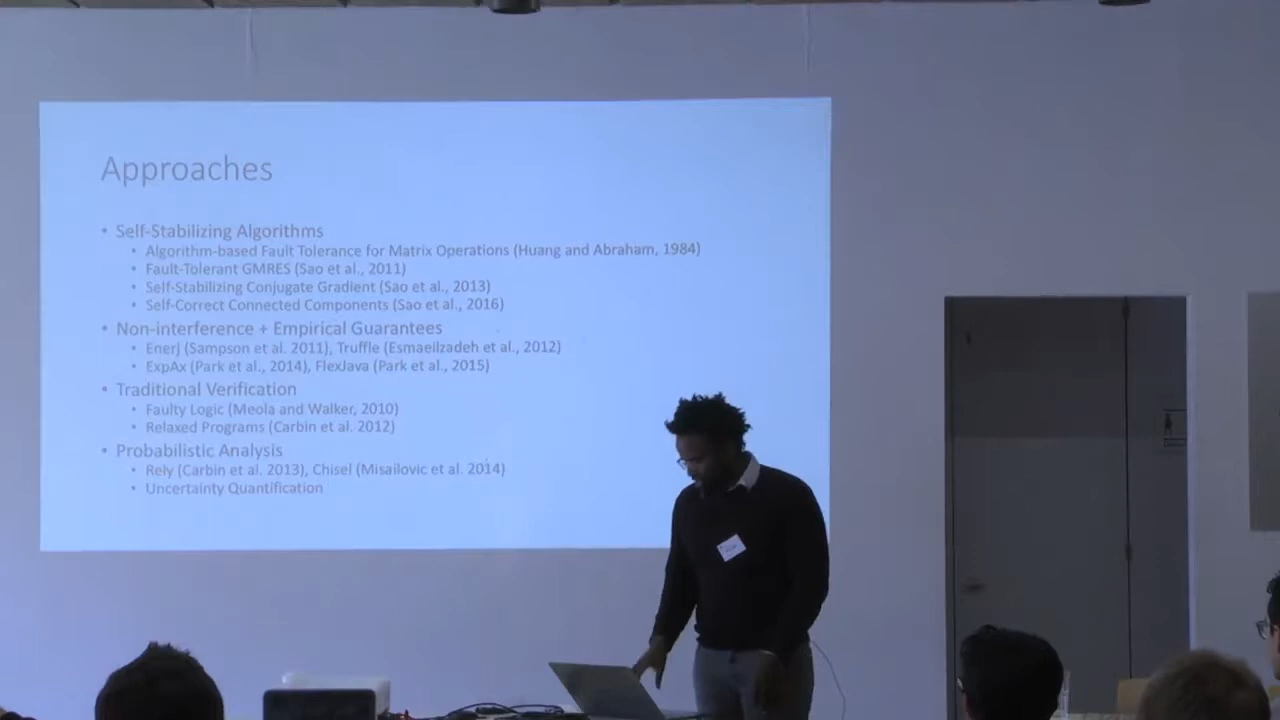 Approaches
• Self-Stabilizing Algorithms
• Algorithm-based Fault Tolerance for Matrix Operations (Huang and Abraham, 1984)
• Fault-Tolerant GMRES (Sao et al., 2011)
• Self-Stabilizing Conjugate Gradient (Sao et al., 2013)
• Self-Correct Connected Components (Sao et al., 2016)
• Non-interference + Empirical Guarantees
• Enerj (Sampson et al. 2011), Truffle (Esmaeilzadeh et al., 2012)
• ExpAx (Park et al., 2014), FlexJava (Park et al., 2015)
• Traditional Verification
• Faulty Logic (Meola and Walker, 2010)
• Relaxed Programs (Carbin et al. 2012)
• Probabilistic Analysis
• Rely (Carbin et al. 2013), Chisel (Misailovic et al. 2014)
• Uncertainty Quantification